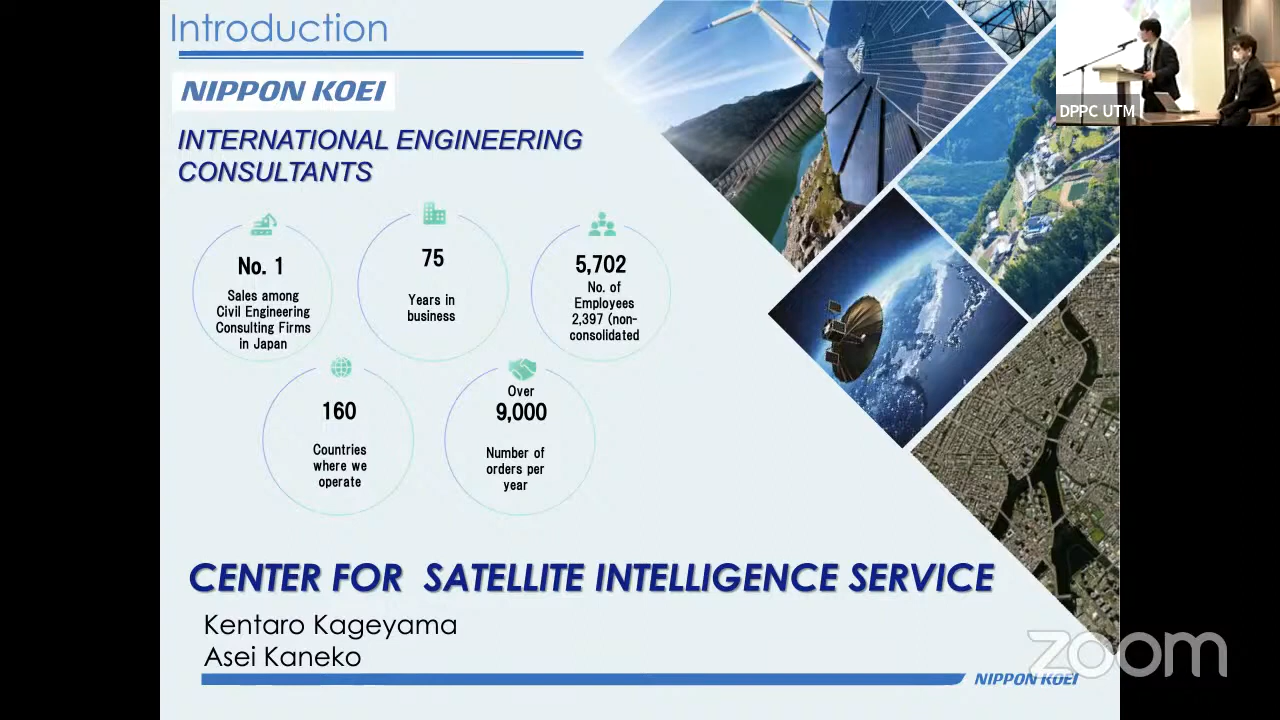 Introduction
NIPPON KOEI
INTERNATIONAL ENGINEERING
CONSULTANTS
No. 1
Sales among
Civil Engineering
Consulting Firms
in Japan
75
Years in
business
5,702
No. of
Employees
2,397 (non-
consolidated
160
Countries
where we
operate
Over
9,000
Number of
orders per
year
CENTER FOR SATELLITE INTELLIGENCE SERVICE
Kentaro Kageyama
Asei Kaneko
NIPPON KOEI
DPPC UTM
zoom